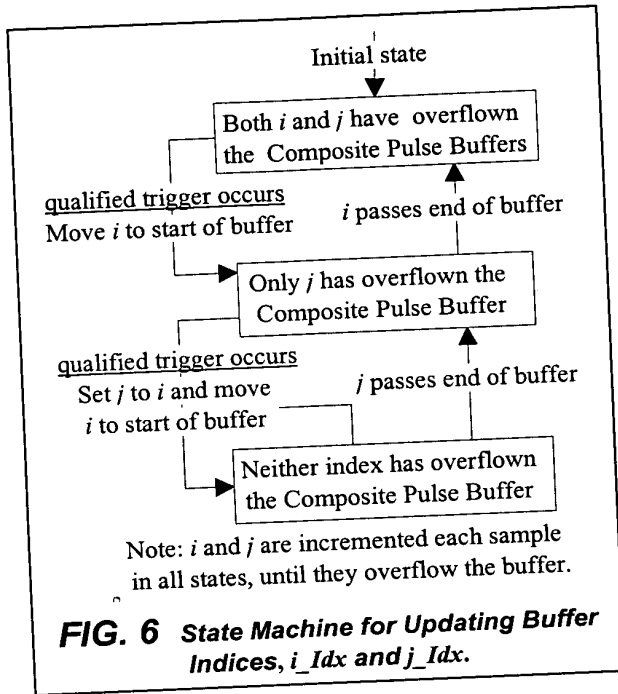 Initial state
Both i and j have overflown
the Composite Pulse Buffers
qualified trigger occurs
Move i to start of buffer
i passes end of buffer
Only j has overflown the
Composite Pulse Buffer
qualified trigger occurs
Set j to i and move
i to start of buffer
j passes end of buffer
Neither index has overflown
the Composite Pulse Buffer
Note: i and j are incremented each sample
in all states, until they overflow the buffer.
FIG. 6 State Machine for Updating Buffer
Indices, i_Idx and j_Idx.